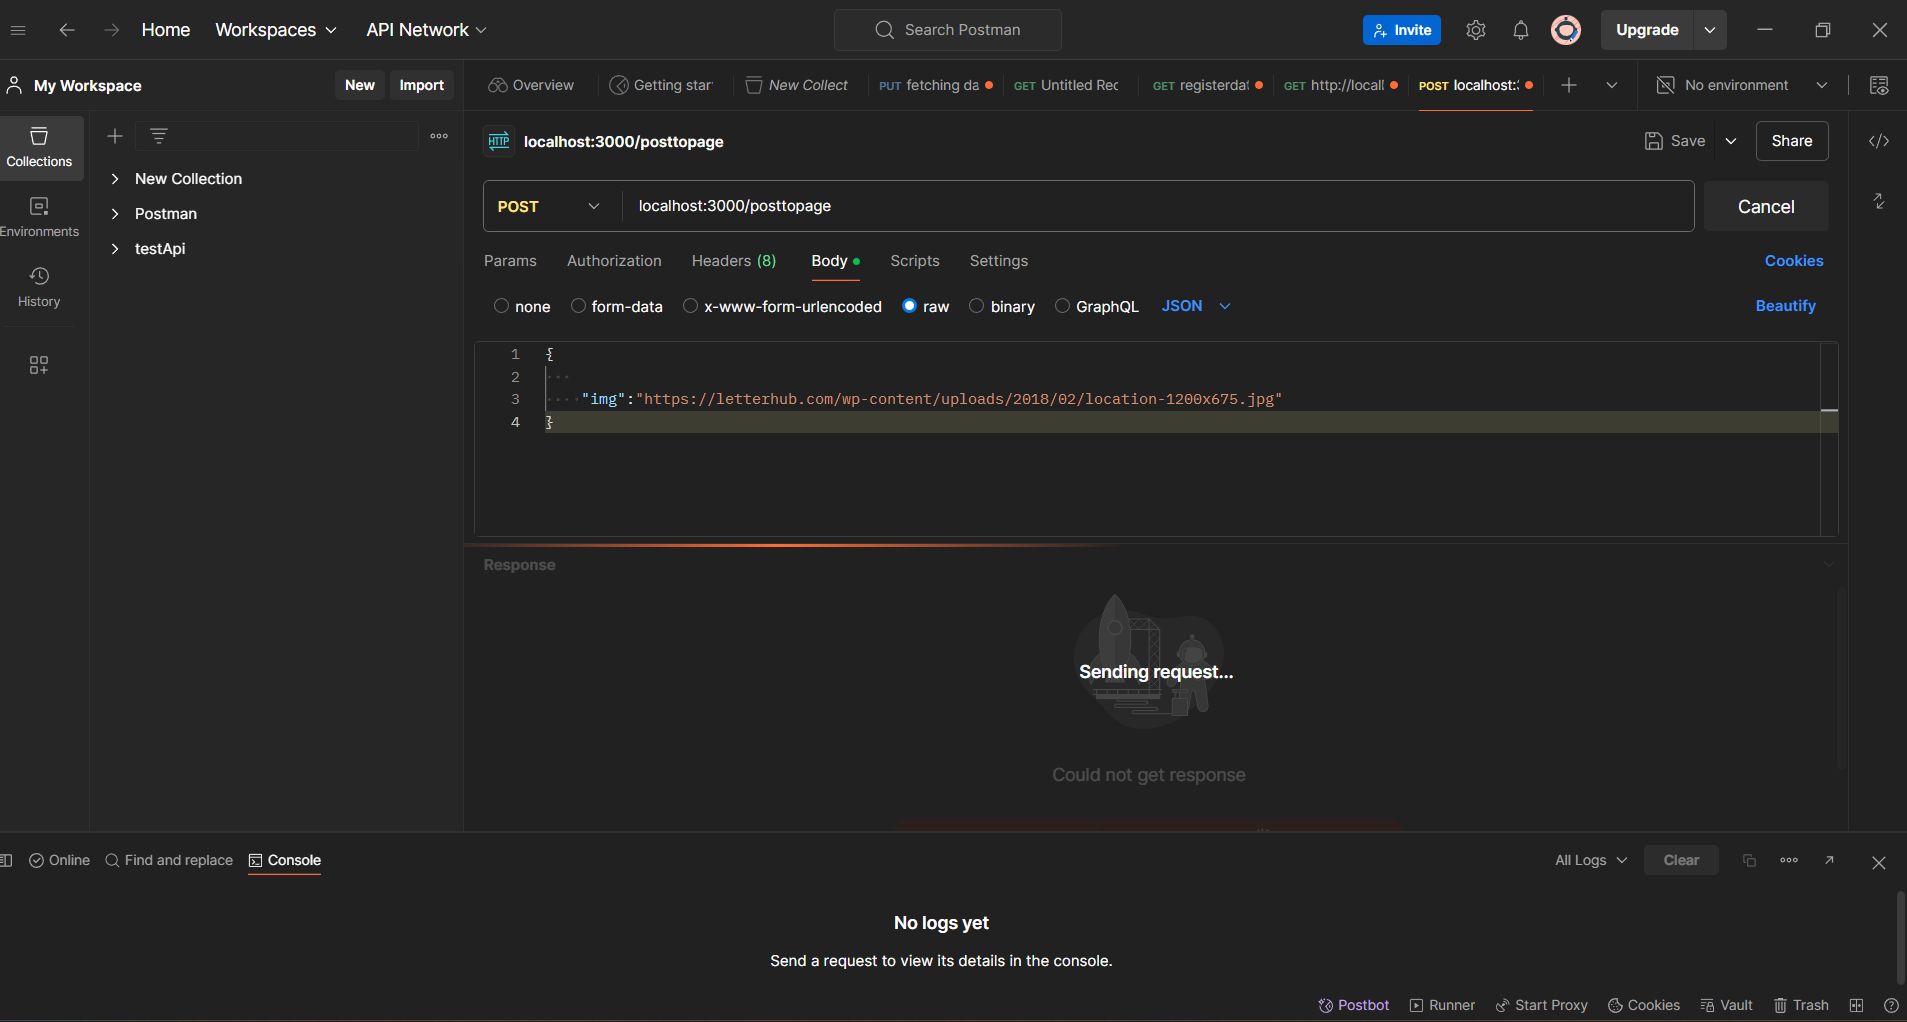 Home Workspaces API Network Search Postman Invite Upgrade
My Workspace New Import Overview Getting star New Collect PUT fetching da GET Untitled Rec GET registerdat GET http://locall POST localhost:3 No environment
Collections
Environments
History
New Collection
Postman
testApi
HTTP localhost:3000/posttopage Save Share
POST localhost:3000/posttopage Cancel
Params Authorization Headers (8) Body Scripts Settings Cookies
none form-data x-www-form-urlencoded raw binary GraphQL JSON Beautify
1 {
2
3 "img":"https://letterhub.com/wp-content/uploads/2018/02/location-1200x675.jpg"
4 }
Response
Sending request...
Could not get response
Online Find and replace Console All Logs Clear
No logs yet
Send a request to view its details in the console.
Postbot Runner Start Proxy Cookies Vault Trash